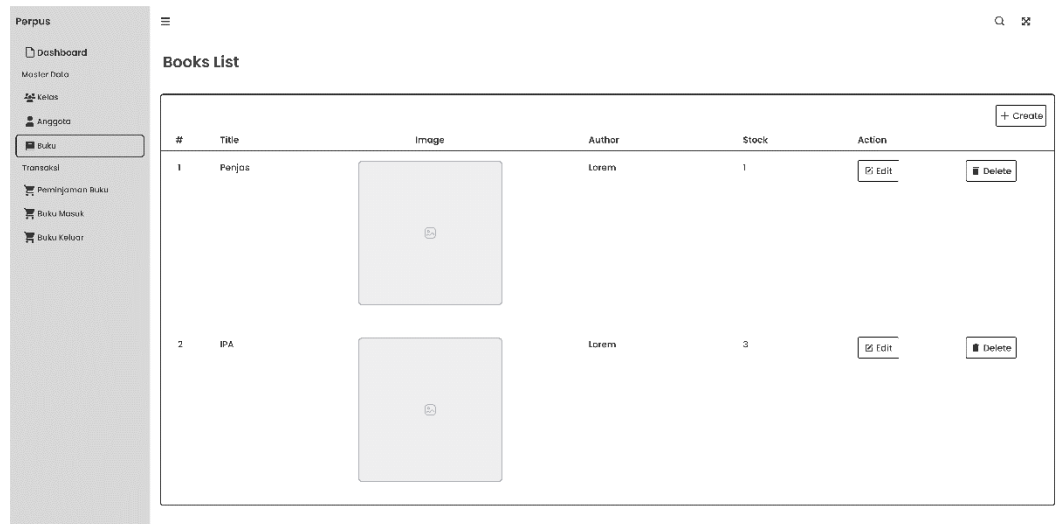 Perpus
Dashboard
Master Data
Kelas
Anggota
Buku
Transaksi
Peminjaman Buku
Buku Masuk
Buku Keluar
Books List
+ Create
# Title Image Author Stock Action
1 Penjas Lorem 1 Edit Delete
2 IPA Lorem 3 Edit Delete